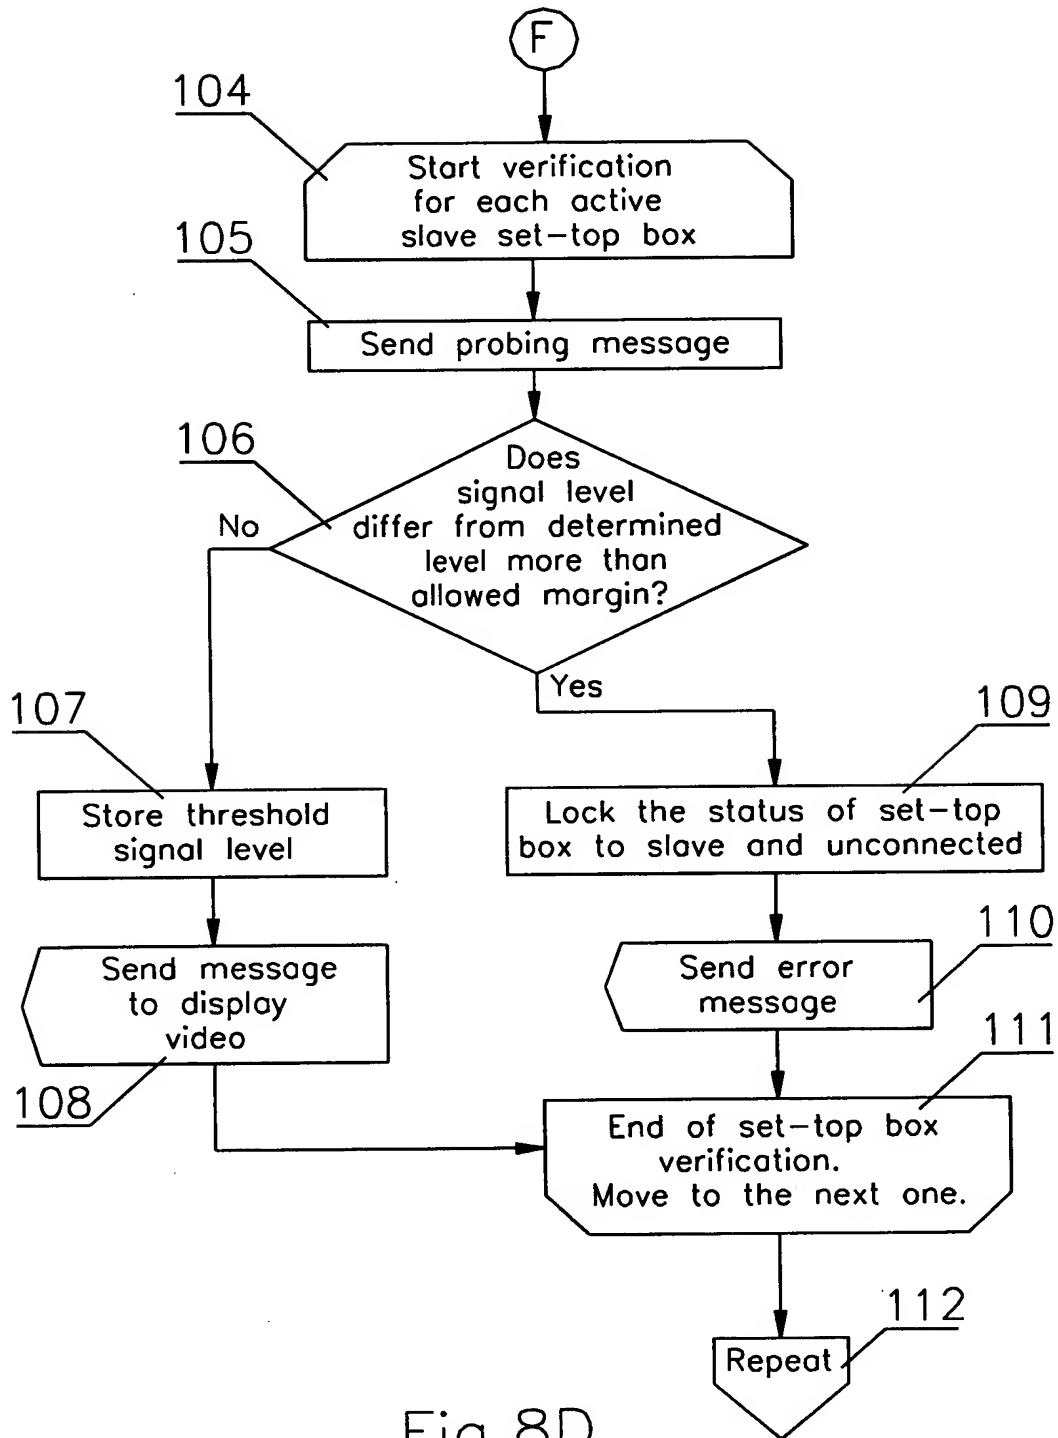 F
104
Start verification
for each active
slave set-top box
105
Send probing message
106
Does
signal level
differ from determined
level more than
allowed margin?
No
Yes
107
Store threshold
signal level
109
Lock the status of set-top
box to slave and unconnected
Send message
to display
video
108
110
Send error
message
111
End of set-top box
verification.
Move to the next one.
112
Repeat
Fig.8D